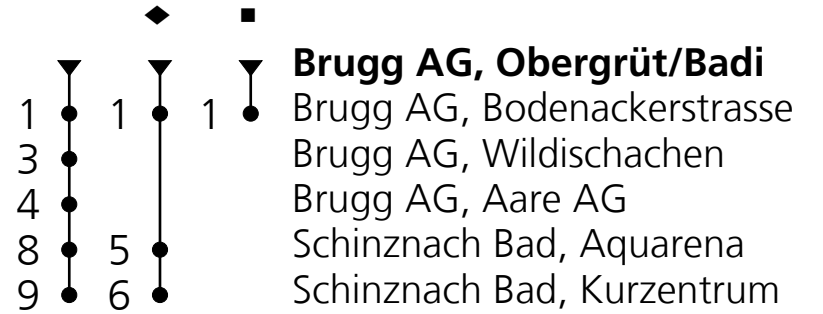 Brugg AG, Obergrüt/Badi
1 1 1 Brugg AG, Bodenackerstrasse
3 Brugg AG, Wildischachen
4 Brugg AG, Aare AG
8 5 Schinznach Bad, Aquarena
9 6 Schinznach Bad, Kurzentrum